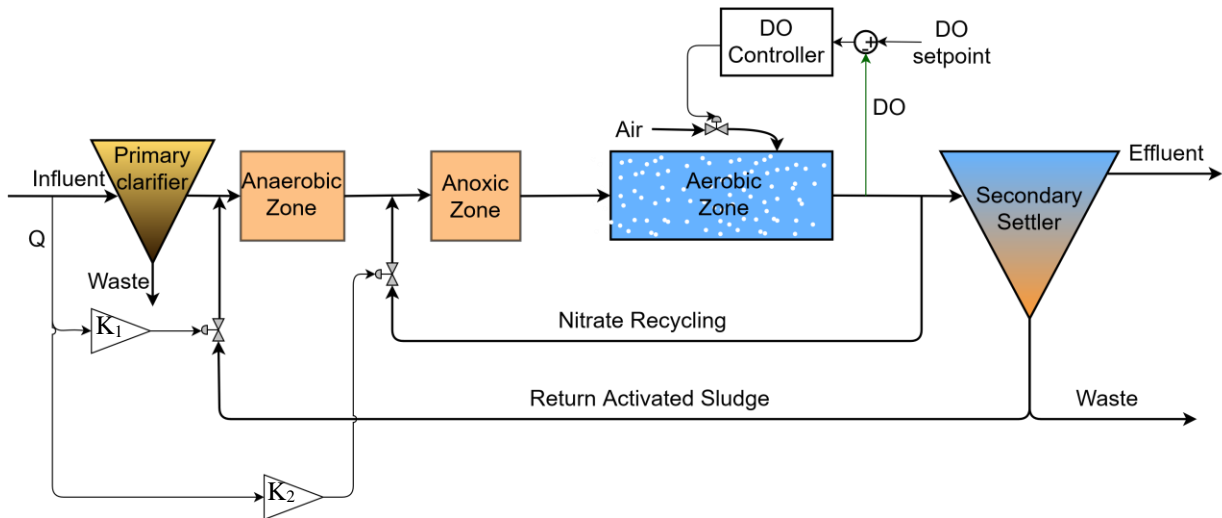 DO
Controller
DO
setpoint
DO
Air
Primary
clarifier
Influent
Anaerobic
Zone
Anoxic
Zone
Aerobic
Zone
Secondary
Settler
Effluent
Q
Waste
K1
Nitrate Recycling
Return Activated Sludge
Waste
K2